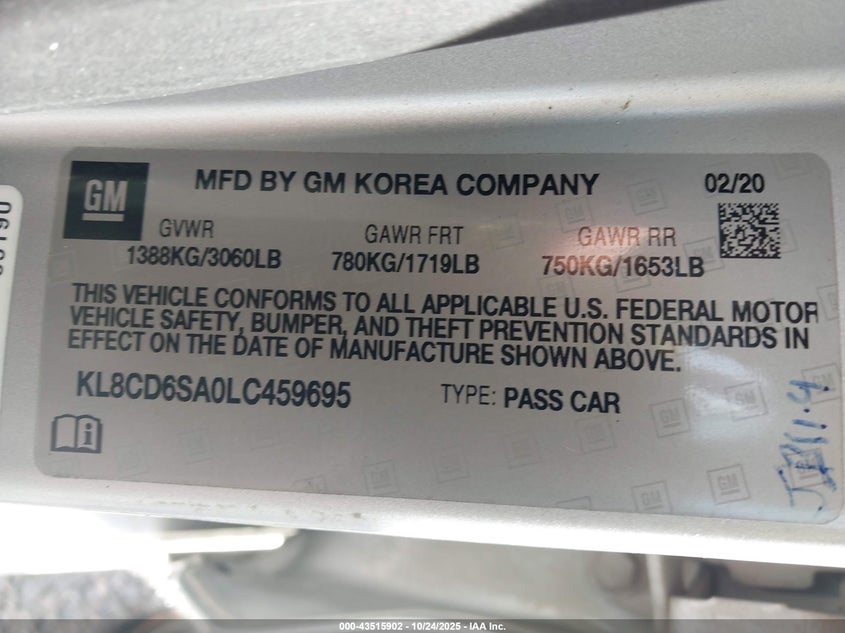 GM
MFD BY GM KOREA COMPANY
02/20
GVWR
GAWR FRT
GAWR RR
1388KG/3060LB
780KG/1719LB
750KG/1653LB
THIS VEHICLE CONFORMS TO ALL APPLICABLE U.S. FEDERAL MOTOR
VEHICLE SAFETY, BUMPER, AND THEFT PREVENTION STANDARDS IN
EFFECT ON THE DATE OF MANUFACTURE SHOWN ABOVE.
KL8CD6SA0LC459695
TYPE: PASS CAR
000-43515902 - 10/24/2025 - IAA Inc.